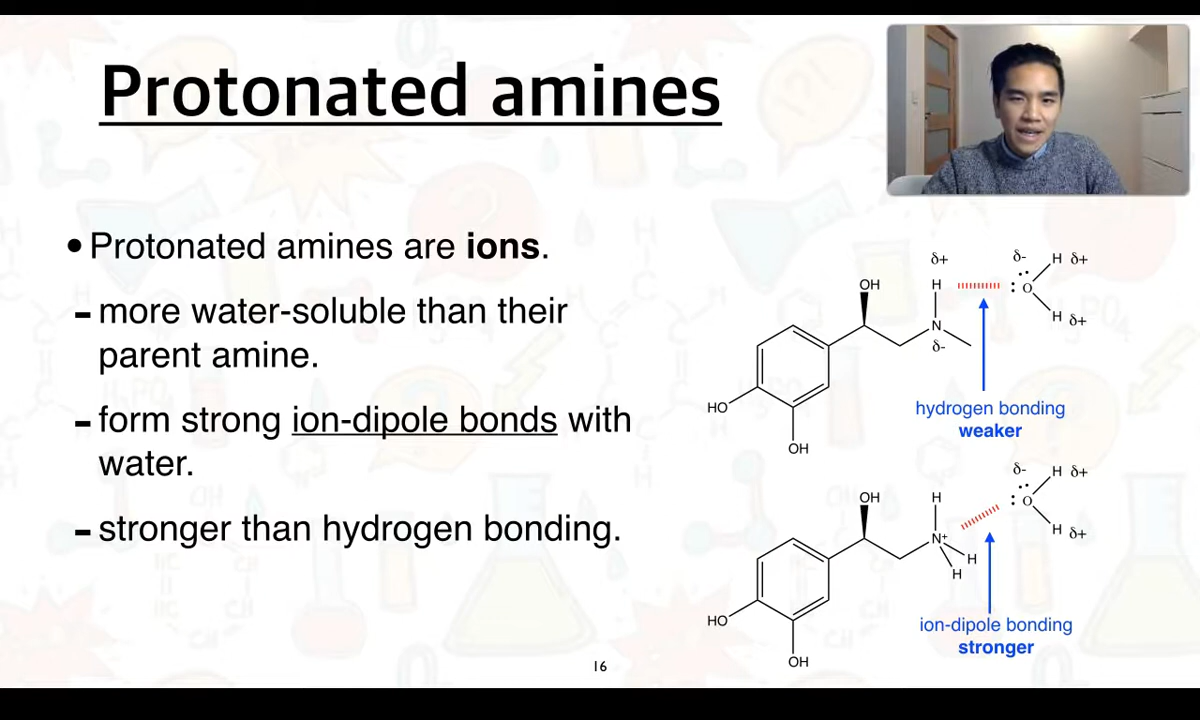 Protonated amines
• Protonated amines are ions.
- more water-soluble than their
parent amine.
- form strong ion-dipole bonds with
water.
- stronger than hydrogen bonding.
δ+
δ-
H δ+
OH
H
: O
H δ+
N
δ-
HO
OH
hydrogen bonding
weaker
δ-
H δ+
OH
H
: O
H δ+
N+
H
H
HO
OH
ion-dipole bonding
stronger
16